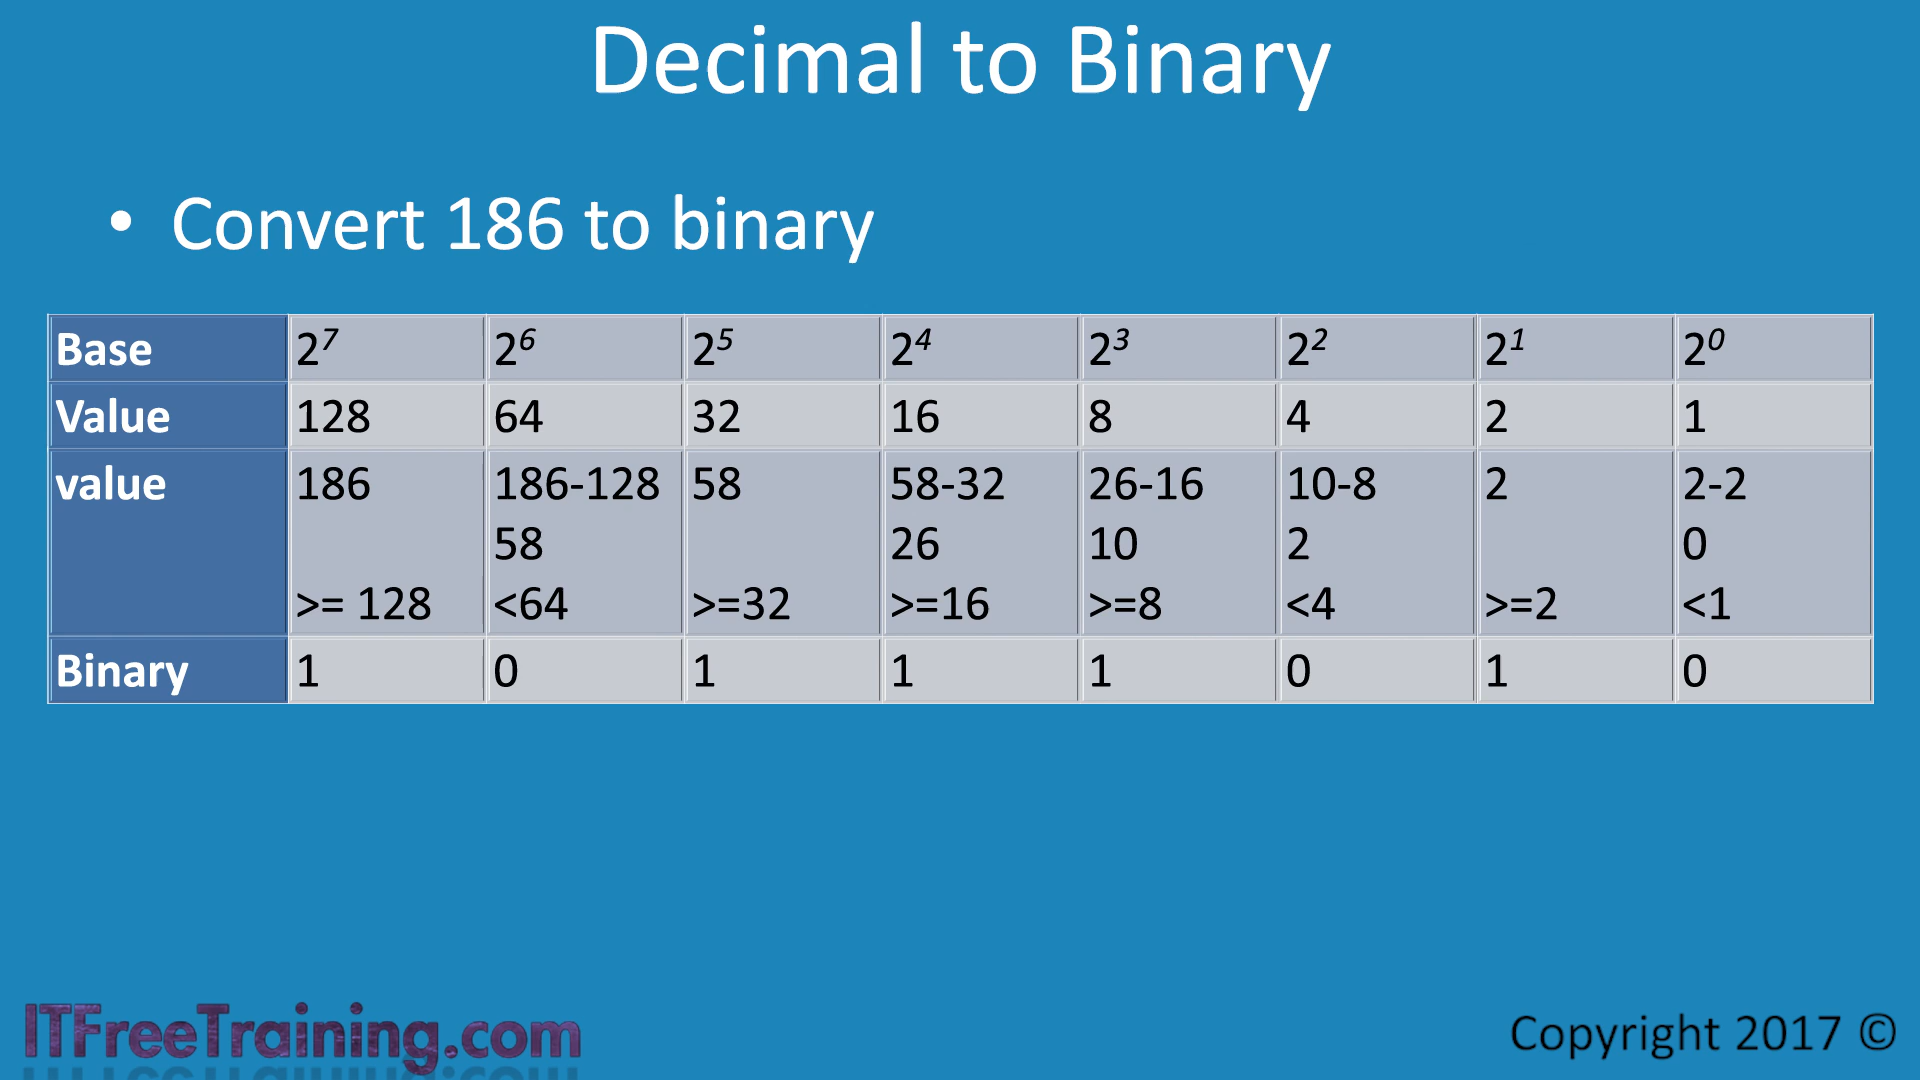 Decimal to Binary
• Convert 186 to binary
Base 2⁷ 2⁶ 2⁵ 2⁴ 2³ 2² 2¹ 2⁰
Value 128 64 32 16 8 4 2 1
value 186 186-128 58 58-32 26-16 10-8 2 2-2
58 26 10 2 0
>= 128 <64 >=32 >=16 >=8 <4 >=2 <1
Binary 1 0 1 1 1 0 1 0
ITFreeTraining.com
Copyright 2017 ©